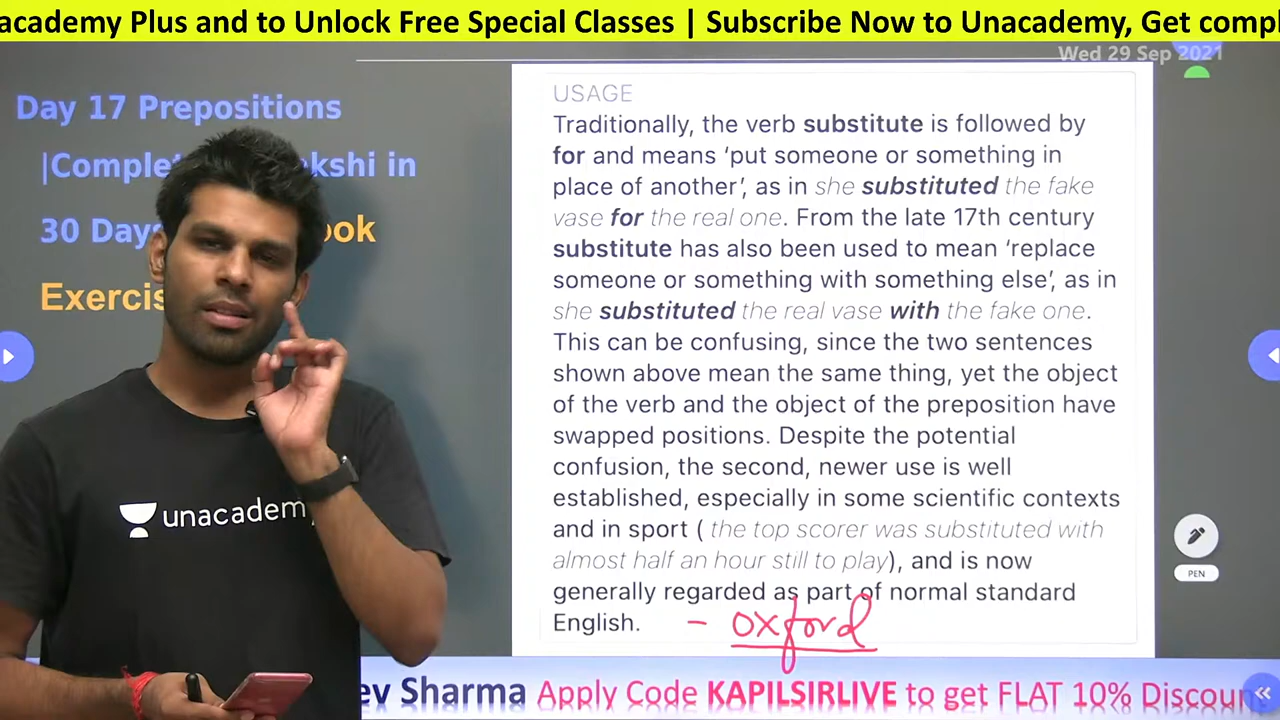 academy Plus and to Unlock Free Special Classes | Subscribe Now to Unacademy, Get compl
Wed 29 Sep 2021
Day 17 Prepositions
|Comple kshi in
30 Days ook
Exercis
unacademy
USAGE
Traditionally, the verb substitute is followed by
for and means ‘put someone or something in
place of another’, as in she substituted the fake
vase for the real one. From the late 17th century
substitute has also been used to mean ‘replace
someone or something with something else’, as in
she substituted the real vase with the fake one.
This can be confusing, since the two sentences
shown above mean the same thing, yet the object
of the verb and the object of the preposition have
swapped positions. Despite the potential
confusion, the second, newer use is well
established, especially in some scientific contexts
and in sport ( the top scorer was substituted with
almost half an hour still to play), and is now
generally regarded as part of normal standard
English. – oxford
PEN
ev Sharma Apply Code KAPILSIRLIVE to get FLAT 10% Discoun